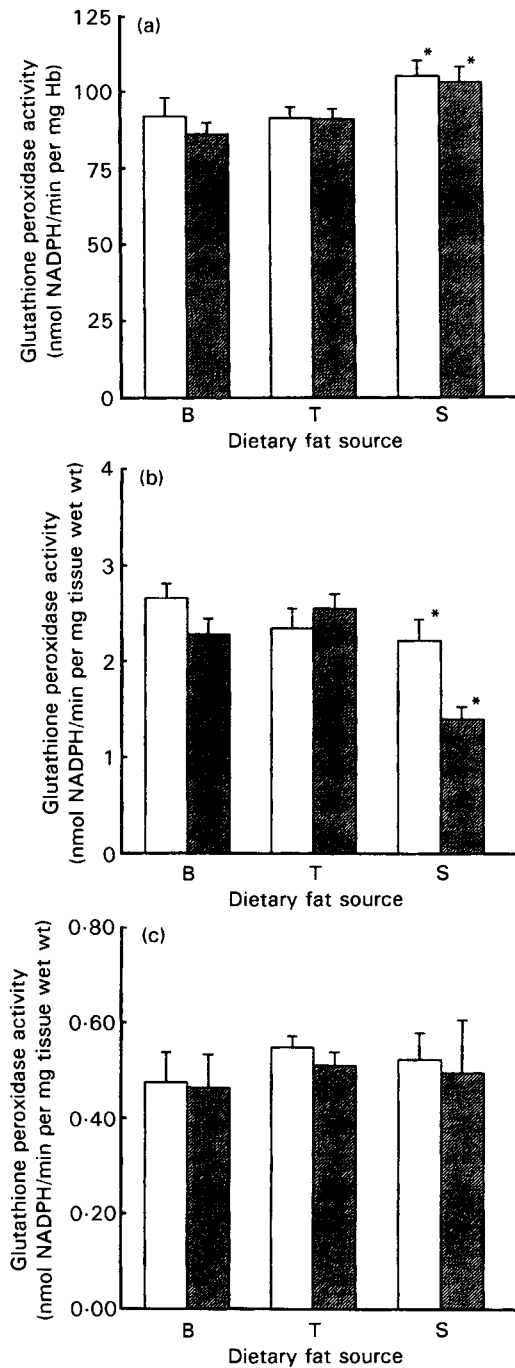 (a)
Glutathione peroxidase activity
(nmol NADPH/min per mg Hb)
125
100
75
50
25
0
B T S
Dietary fat source
*
*
(b)
Glutathione peroxidase activity
(nmol NADPH/min per mg tissue wet wt)
4
3
2
1
0
B T S
Dietary fat source
*
*
(c)
Glutathione peroxidase activity
(nmol NADPH/min per mg tissue wet wt)
0·80
0·60
0·40
0·20
0·00
B T S
Dietary fat source